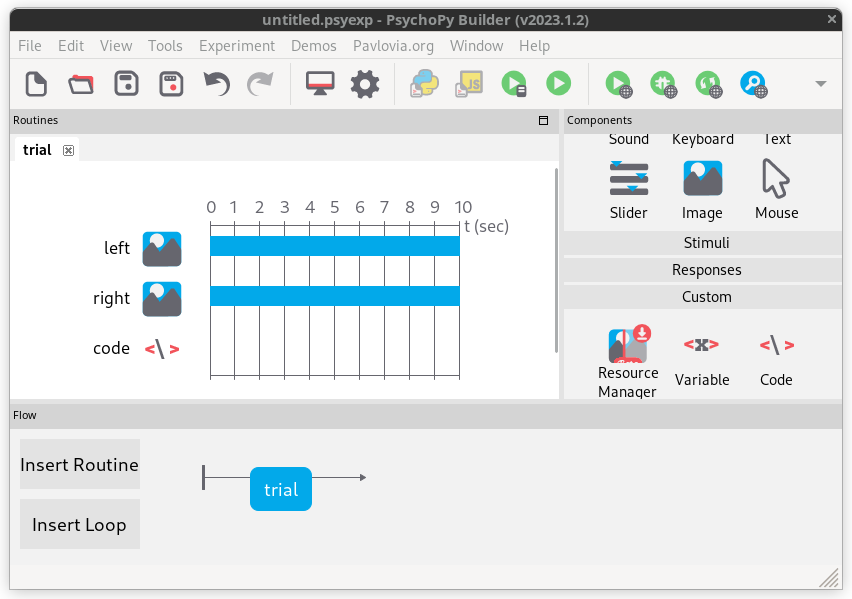 untitled.psyexp - PsychoPy Builder (v2023.1.2)
File Edit View Tools Experiment Demos Pavlovia.org Window Help
JS
Routines
Components
trial
Sound Keyboard Text
Slider Image Mouse
0 1 2 3 4 5 6 7 8 9 10
t (sec)
left
right
code
Stimuli
Responses
Custom
Resource Manager
Variable
Code
Flow
Insert Routine
Insert Loop
trial